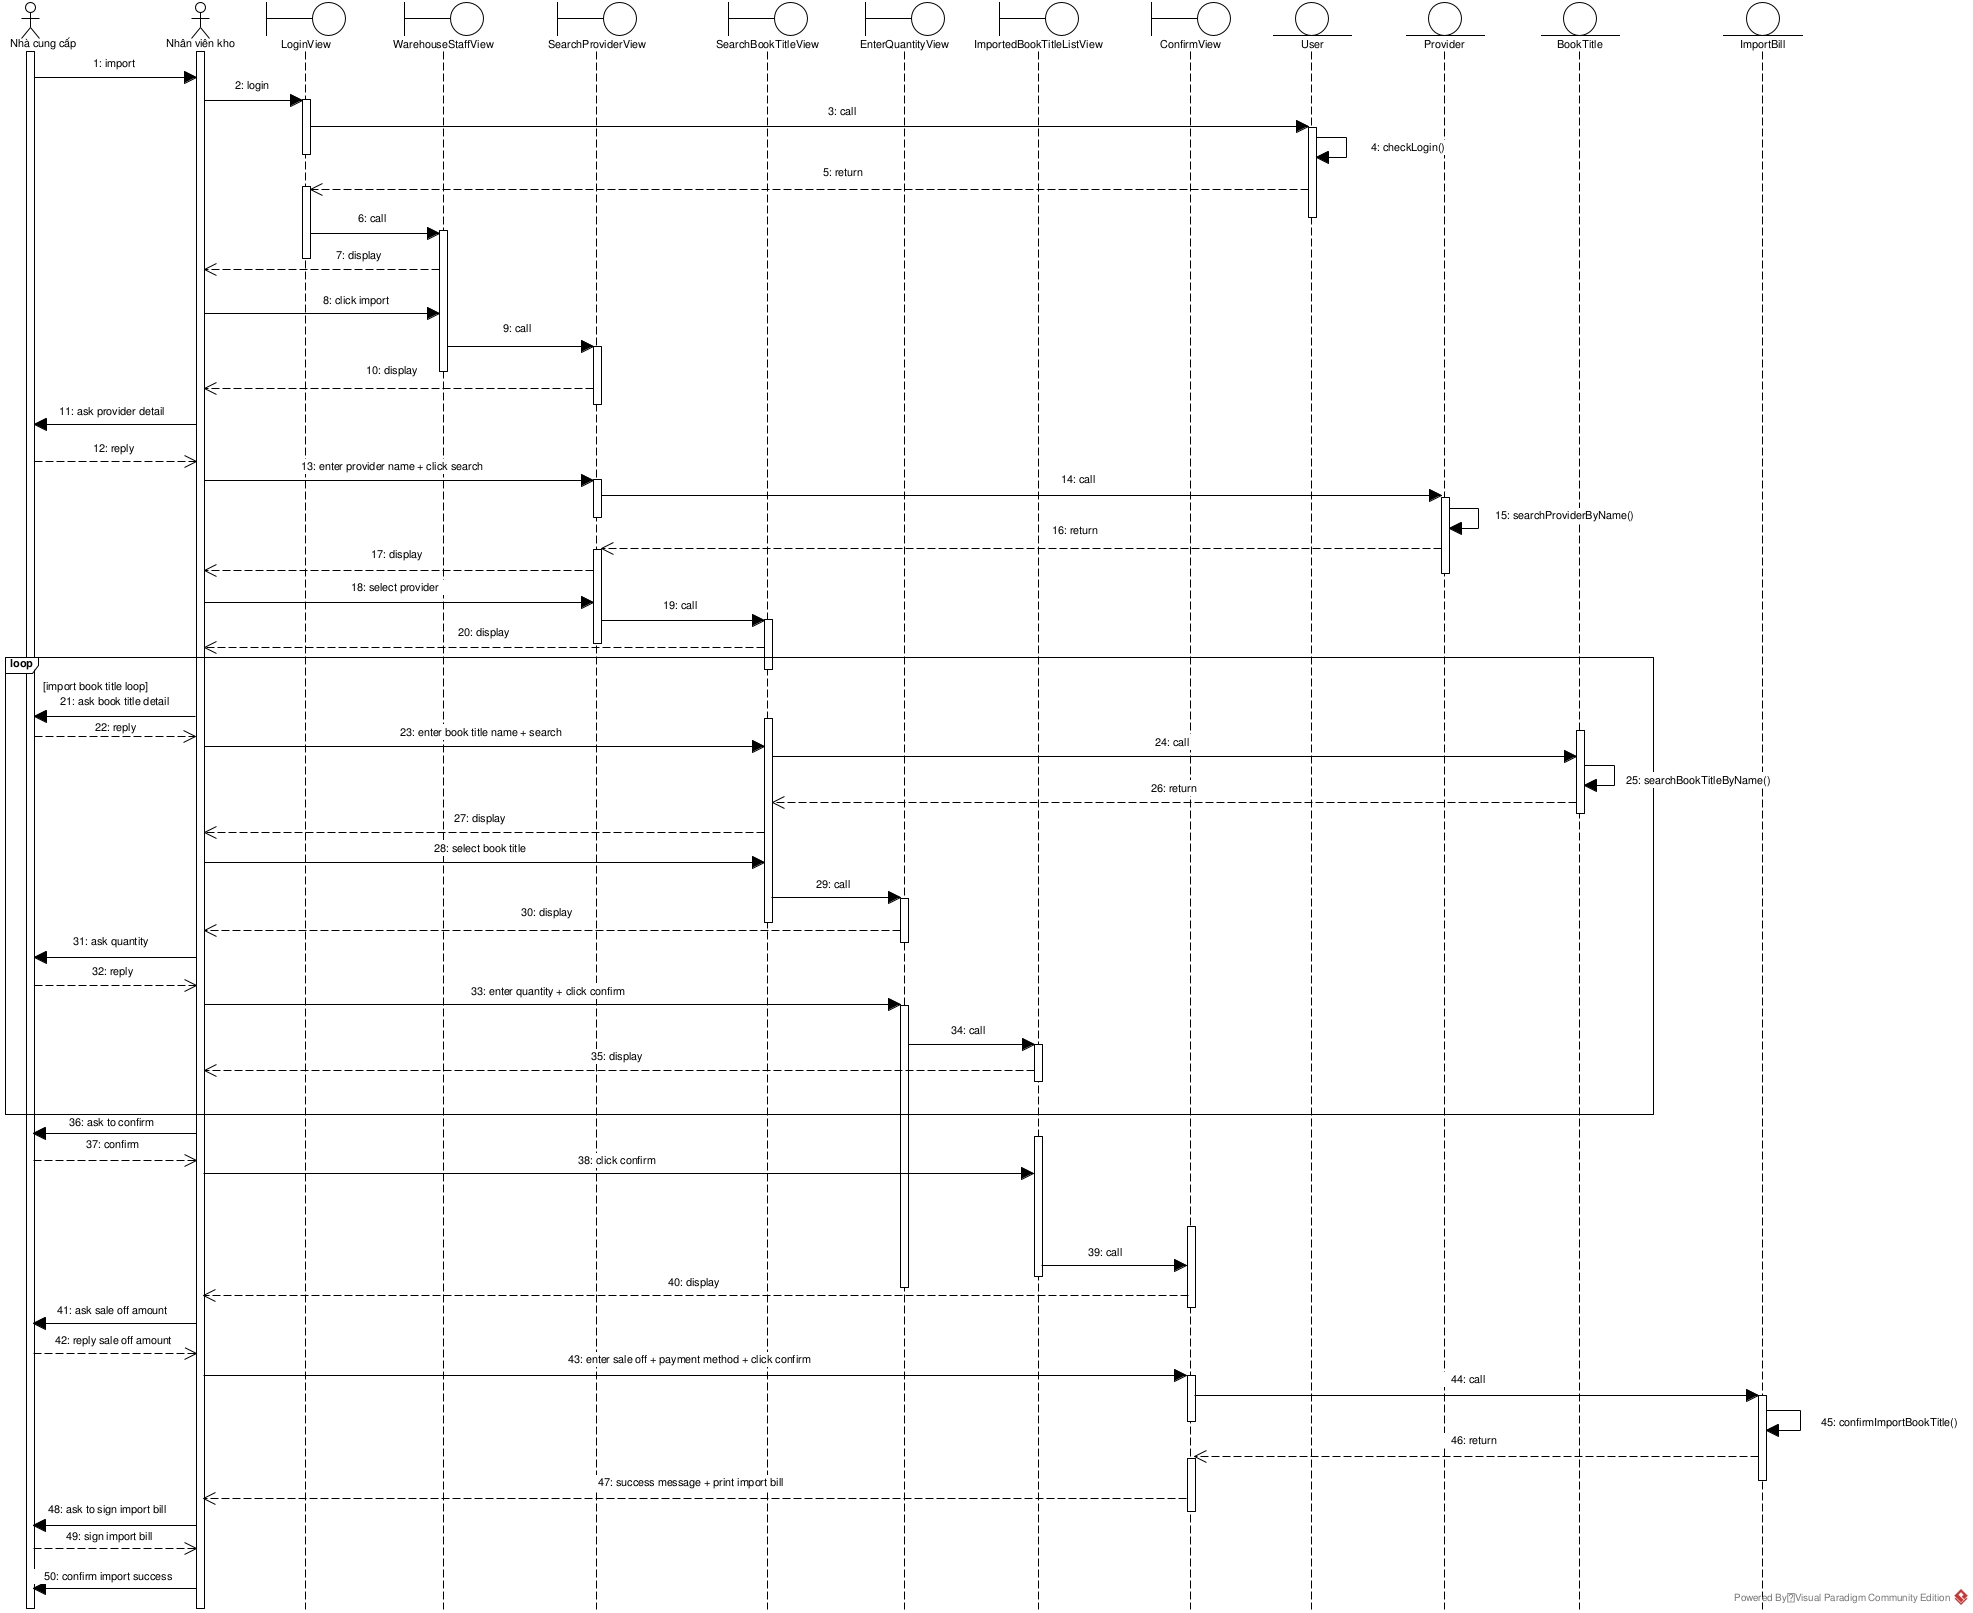 Nhà cung cấp
Nhân viên kho
LoginView
WarehouseStaffView
SearchProviderView
SearchBookTitleView
EnterQuantityView
ImportedBookTitleListView
ConfirmView
User
Provider
BookTitle
ImportBill
1: import
2: login
3: call
4: checkLogin()
5: return
6: call
7: display
8: click import
9: call
10: display
11: ask provider detail
12: reply
13: enter provider name + click search
14: call
15: searchProviderByName()
16: return
17: display
18: select provider
19: call
20: display
loop
[import book title loop]
21: ask book title detail
22: reply
23: enter book title name + search
24: call
25: searchBookTitleByName()
26: return
27: display
28: select book title
29: call
30: display
31: ask quantity
32: reply
33: enter quantity + click confirm
34: call
35: display
36: ask to confirm
37: confirm
38: click confirm
39: call
40: display
41: ask sale off amount
42: reply sale off amount
43: enter sale off + payment method + click confirm
44: call
45: confirmImportBookTitle()
46: return
47: success message + print import bill
48: ask to sign import bill
49: sign import bill
50: confirm import success
Powered By Visual Paradigm Community Edition